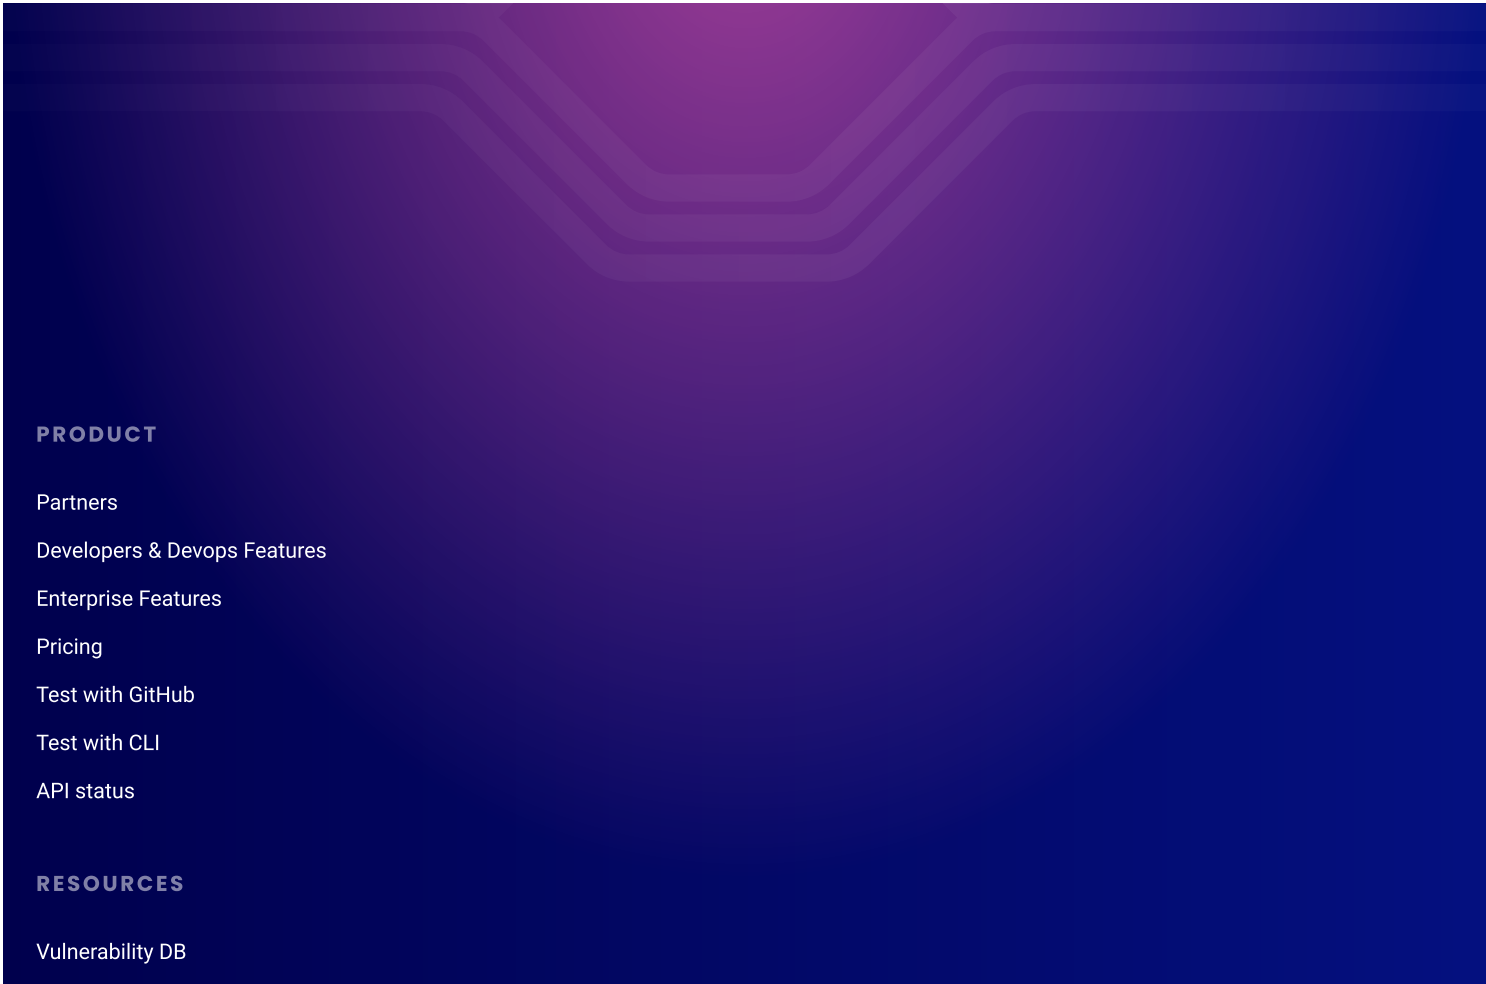 PRODUCT
Partners
Developers & Devops Features
Enterprise Features
Pricing
Test with GitHub
Test with CLI
API status
RESOURCES
Vulnerability DB